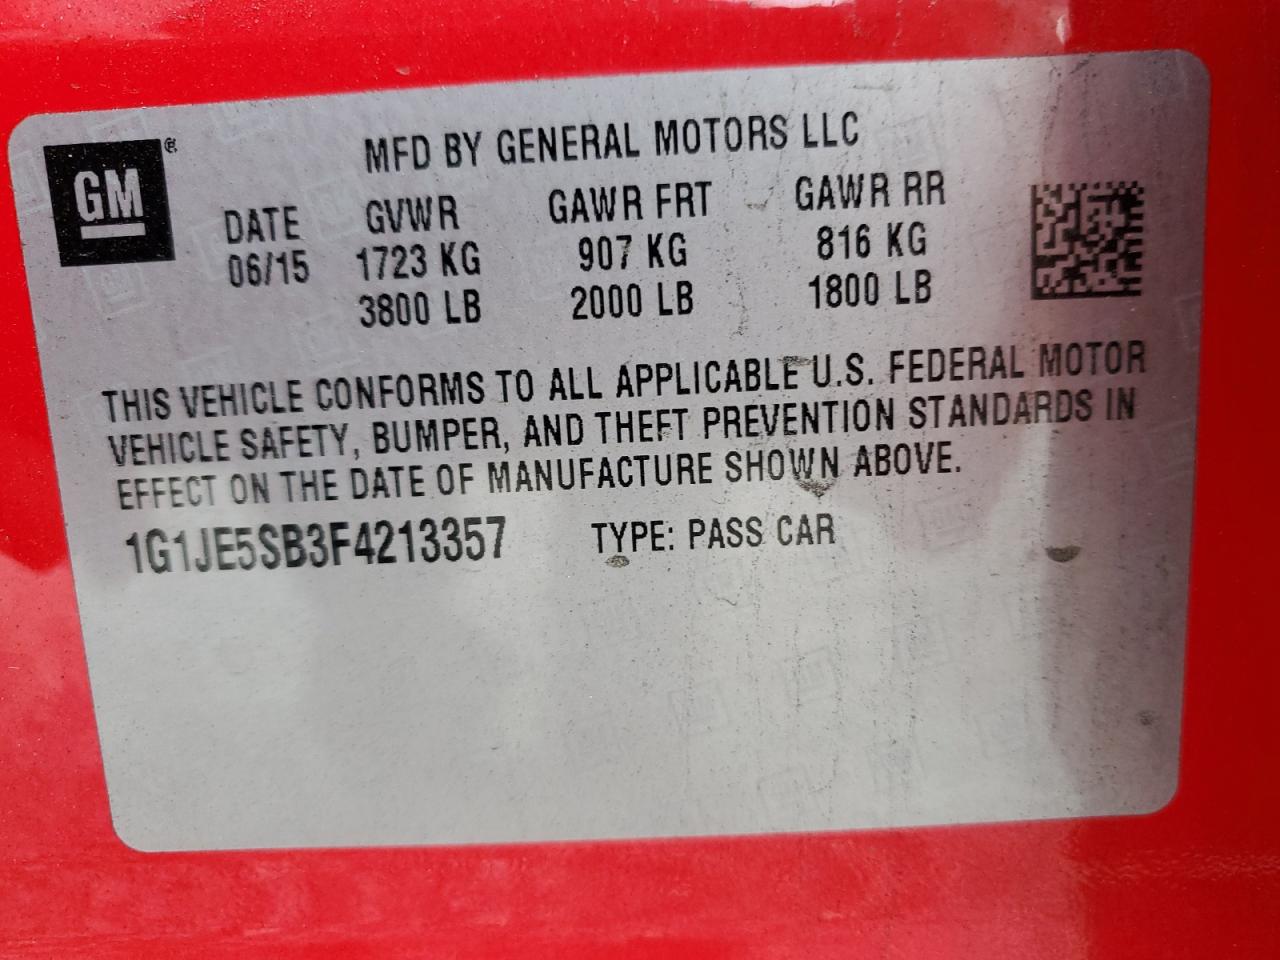 GM®
MFD BY GENERAL MOTORS LLC
DATE GVWR GAWR FRT GAWR RR
06/15 1723 KG 907 KG 816 KG
3800 LB 2000 LB 1800 LB
THIS VEHICLE CONFORMS TO ALL APPLICABLE U.S. FEDERAL MOTOR
VEHICLE SAFETY, BUMPER, AND THEFT PREVENTION STANDARDS IN
EFFECT ON THE DATE OF MANUFACTURE SHOWN ABOVE.
1G1JE5SB3F4213357 TYPE: PASS CAR